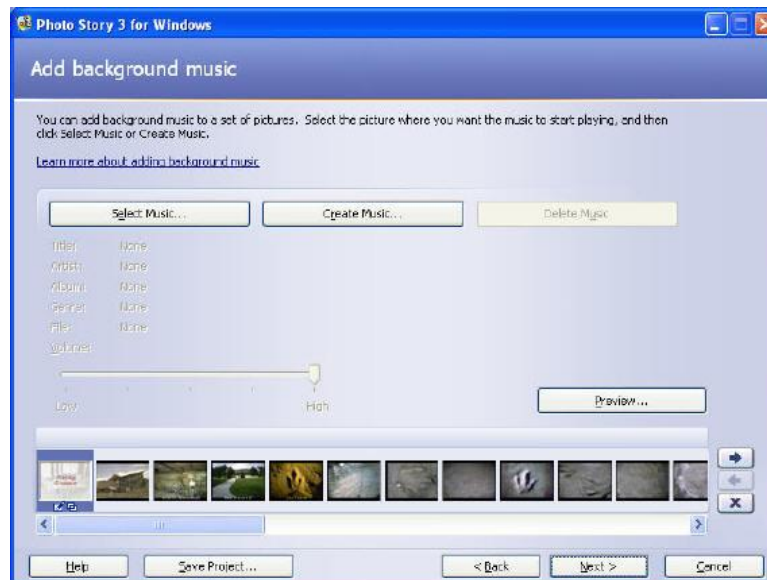 Photo Story 3 for Windows
Add background music
You can add background music to a set of pictures. Select the picture where you want the music to start playing, and then
click Select Music or Create Music.
Learn more about adding background music
Select Music... Create Music... Delete Music
Title: None
Artist: None
Album: None
Genre: None
File: None
Volume:
Low High
Preview...
Help Save Project... < Back Next > Cancel